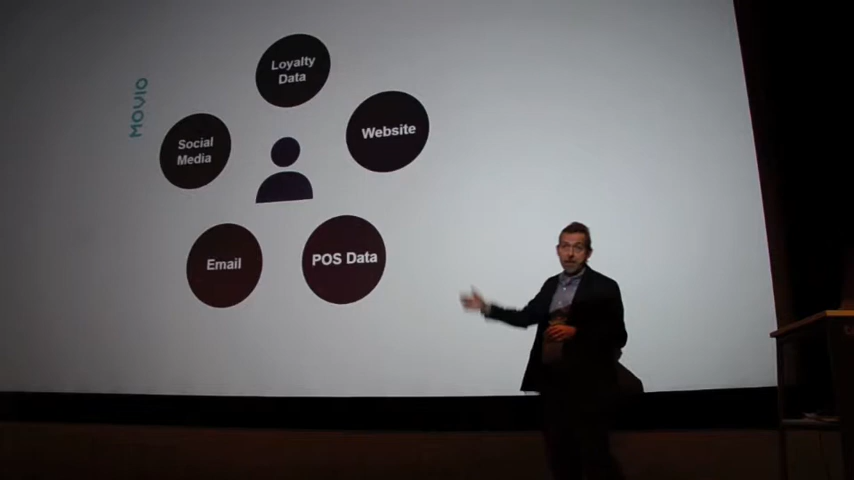 MOVIO
Loyalty
Data
Website
Social
Media
Email
POS Data